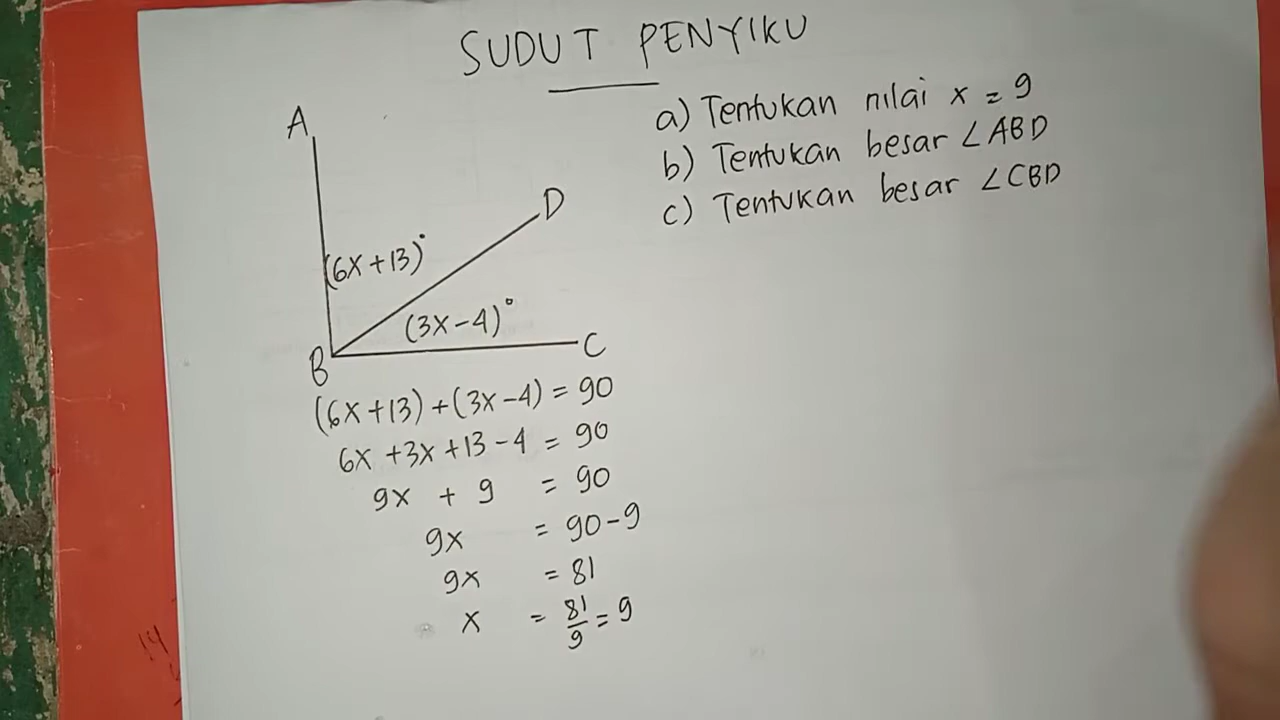 SUDUT PENYIKU
a) Tentukan nilai x = 9
b) Tentukan besar ∠ABD
c) Tentukan besar ∠CBD
A
D
(6x+13)°
(3x-4)°
B
C
(6x+13)+(3x-4) = 90
6x +3x +13 - 4 = 90
9x + 9 = 90
9x = 90-9
9x = 81
x = 81/9 = 9